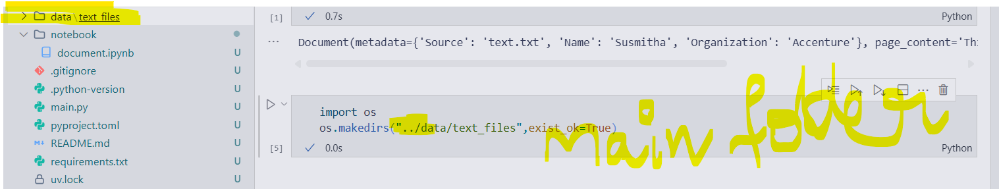 data\text_files
notebook
document.ipynb U
.gitignore U
.python-version U
main.py U
pyproject.toml U
README.md U
requirements.txt U
uv.lock U
[1] 0.7s Python
... Document(metadata={'Source': 'text.txt', 'Name': 'Susmitha', 'Organization': 'Accenture'}, page_content='Thi
import os
os.makedirs("../data/text_files",exist_ok=True)
[5] 0.0s Python
main folder